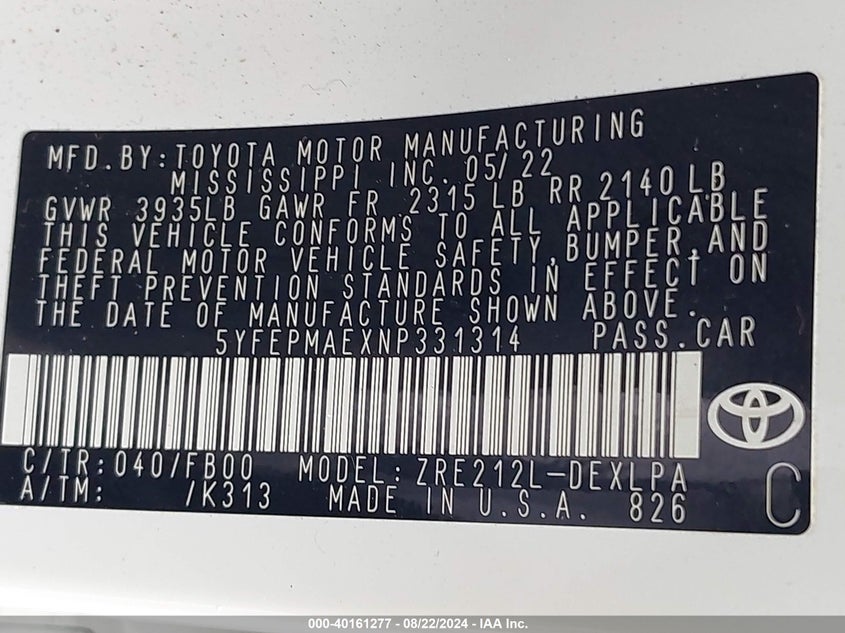 MFD.BY:TOYOTA MOTOR MANUFACTURING
MISSISSIPPI INC. 05/22
GVWR 3935LB GAWR FR 2315 LB RR 2140LB
THIS VEHICLE CONFORMS TO ALL APPLICABLE
FEDERAL MOTOR VEHICLE SAFETY,BUMPER,AND
THEFT PREVENTION STANDARDS IN EFFECT ON
THE DATE OF MANUFACTURE SHOWN ABOVE.
5YFEPMAEXNP331314 PASS.CAR
C/TR:040/FB00 MODEL:ZRE212L-DEXLPA
A/TM: /K313 MADE IN U.S.A. 826
C
000-40161277 - 08/22/2024 - IAA Inc.